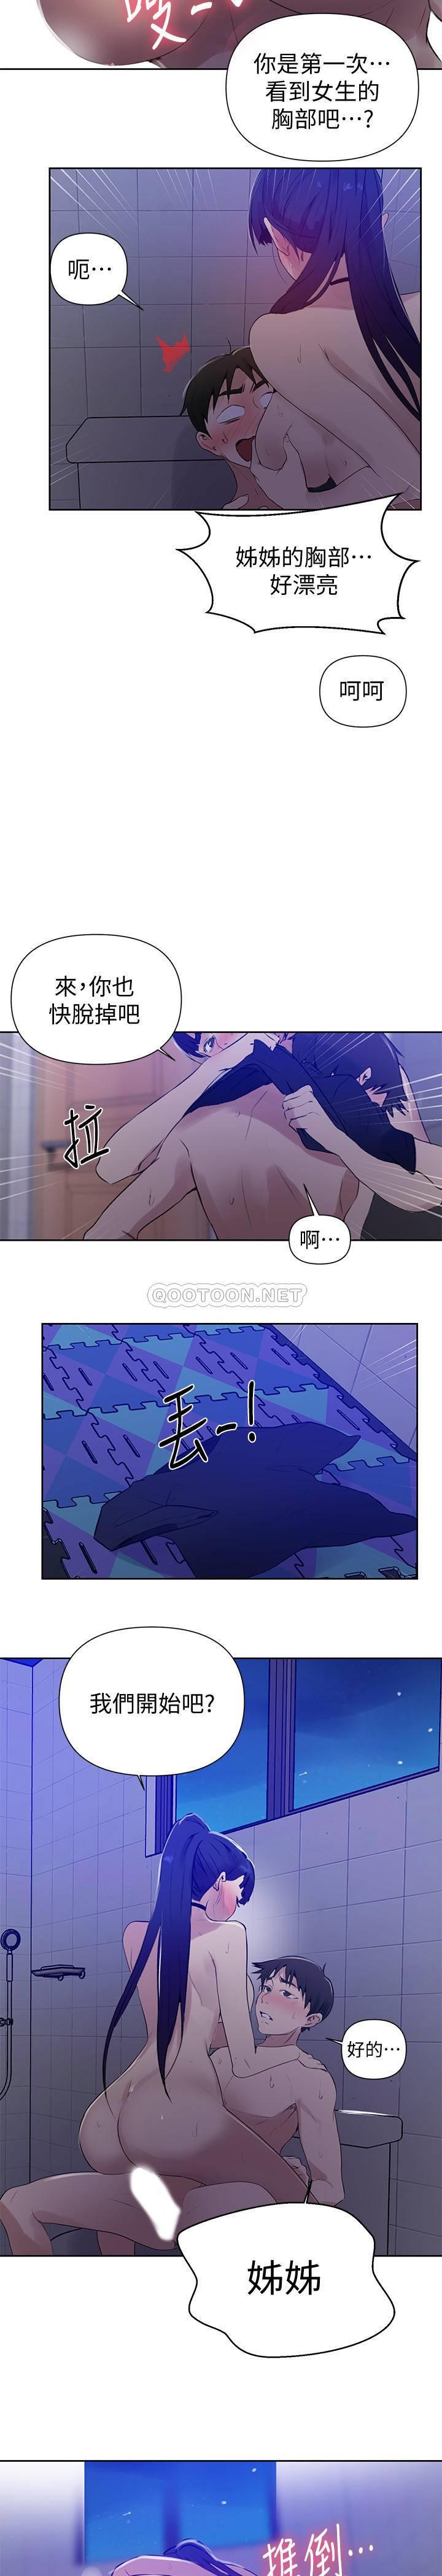 你是第一次…
看到女生的
胸部吧…?
呃…
姊姊的胸部…
好漂亮
呵呵
來，你也
快脫掉吧
拉
啊…
QOOTOON.NET
丟—!
我們開始吧?
好的…
姊姊
推倒…